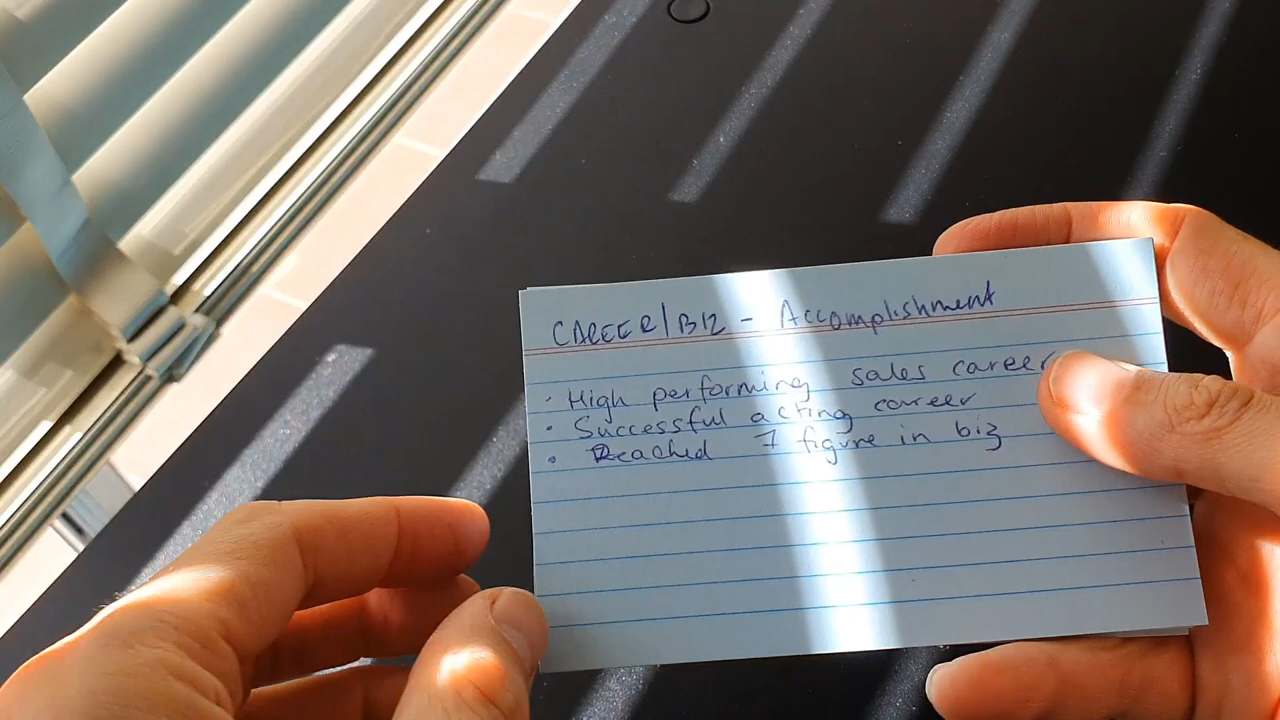 CAREER/BIZ - Accomplishment
· High performing sales career
· Successful acting career
· Reached 7 figure in biz